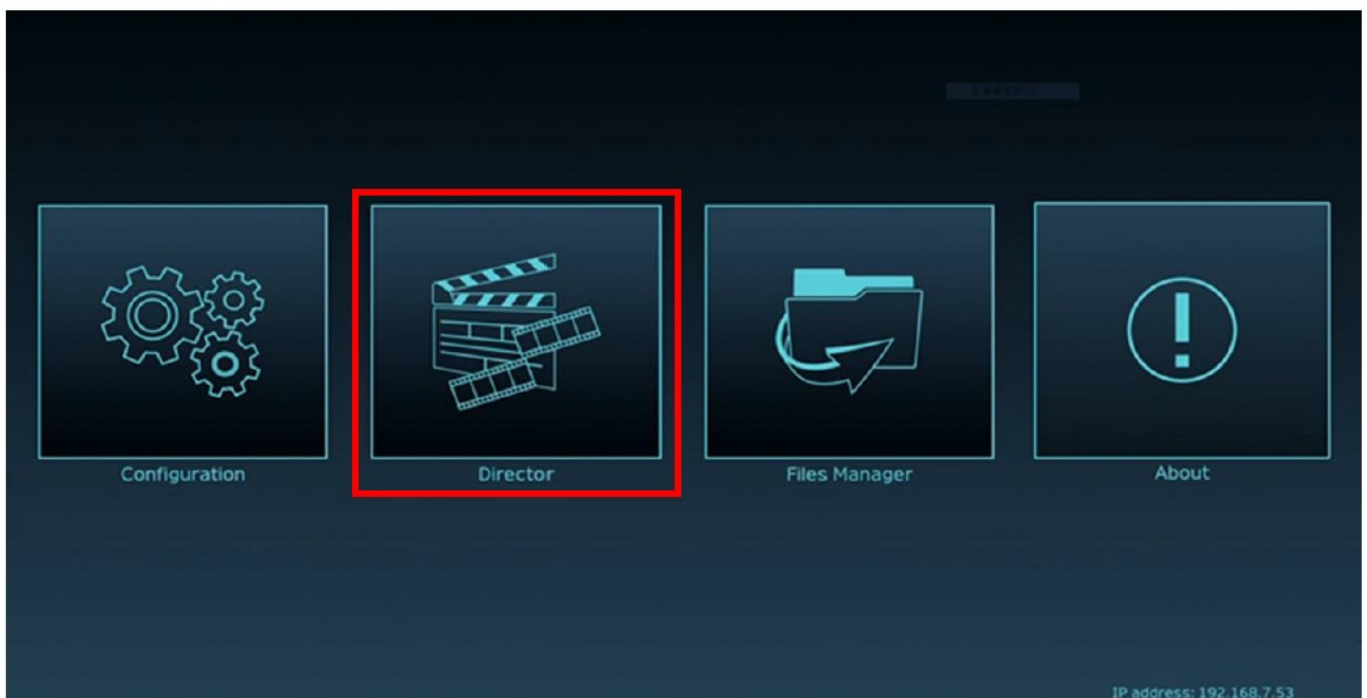 Configuration
Director
Files Manager
About
IP address: 192.168.7.53